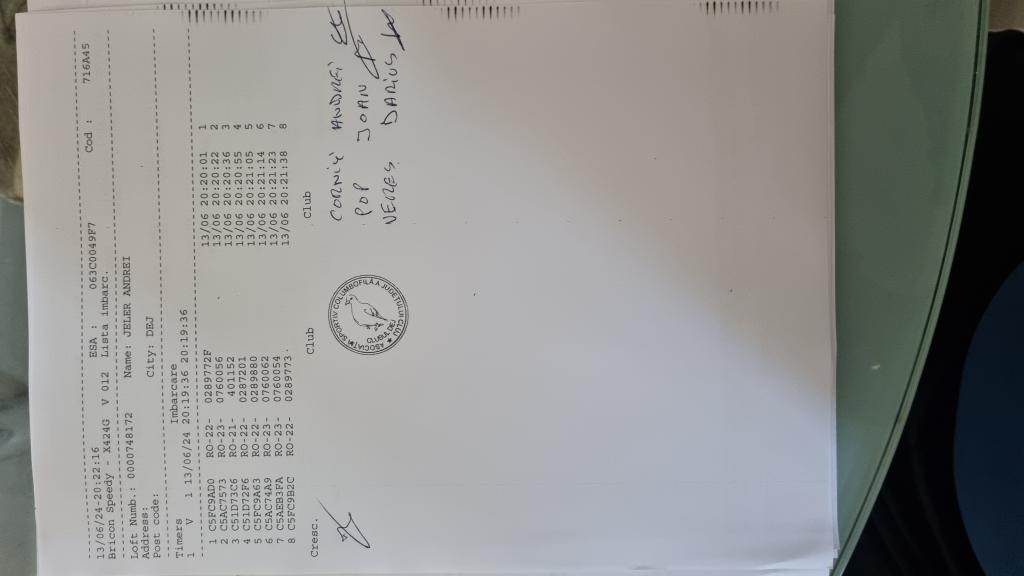 13/06/24-20:22:16 ESA : 063C0049F7 Cod : 716A45
Bricon Speedy - X424G V 012 Lista imbarc.
Loft Numb.: 0000748172 Name: JELER ANDREI
Address:
Post code: City: DEJ
Timers Imbarcare
1 V 1 13/06/24 20:19:36 20:19:36
1 C5FC9AD0 RO-22- 0289772F 13/06 20:20:01 1
2 C5AC7573 RO-23- 0760056 13/06 20:20:22 2
3 C51D73C6 RO-21- 401152 13/06 20:20:36 3
4 C51D72F6 RO-22- 0287201 13/06 20:20:55 4
5 C5FC9A63 RO-22- 0289880 13/06 20:21:05 5
6 C5AC74A9 RO-23- 0760062 13/06 20:21:14 6
7 C5AEB3FA RO-23- 0760054 13/06 20:21:23 7
8 C5FC9B2C RO-22- 0289773 13/06 20:21:38 8
Cresc. Club Club
ASOCIAȚIA SPORTIV COLUMBOFILĂ A JUDEȚULUI CLUJ
CLUBUL DEJ
ANDREI
POP IOAN
VERES DARIUS